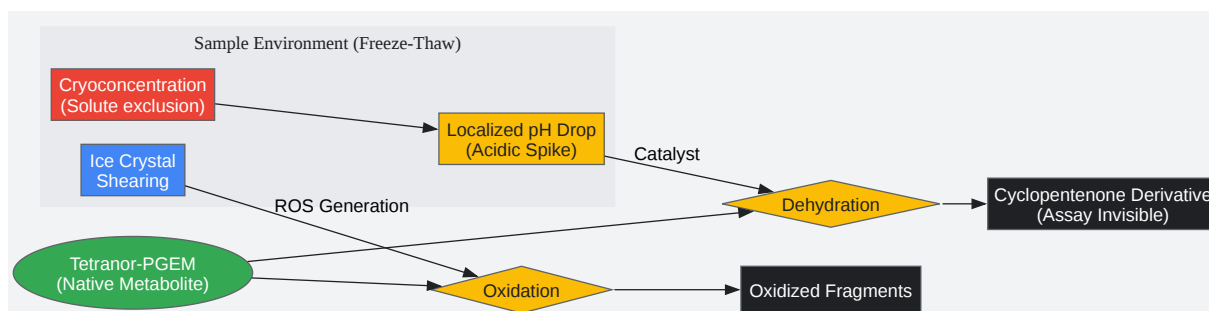 Sample Environment (Freeze-Thaw)
Cryoconcentration
(Solute exclusion)
Localized pH Drop
(Acidic Spike)
Ice Crystal
Shearing
Catalyst
ROS Generation
Dehydration
Cyclopentenone Derivative
(Assay Invisible)
Tetranor-PGEM
(Native Metabolite)
Oxidation
Oxidized Fragments